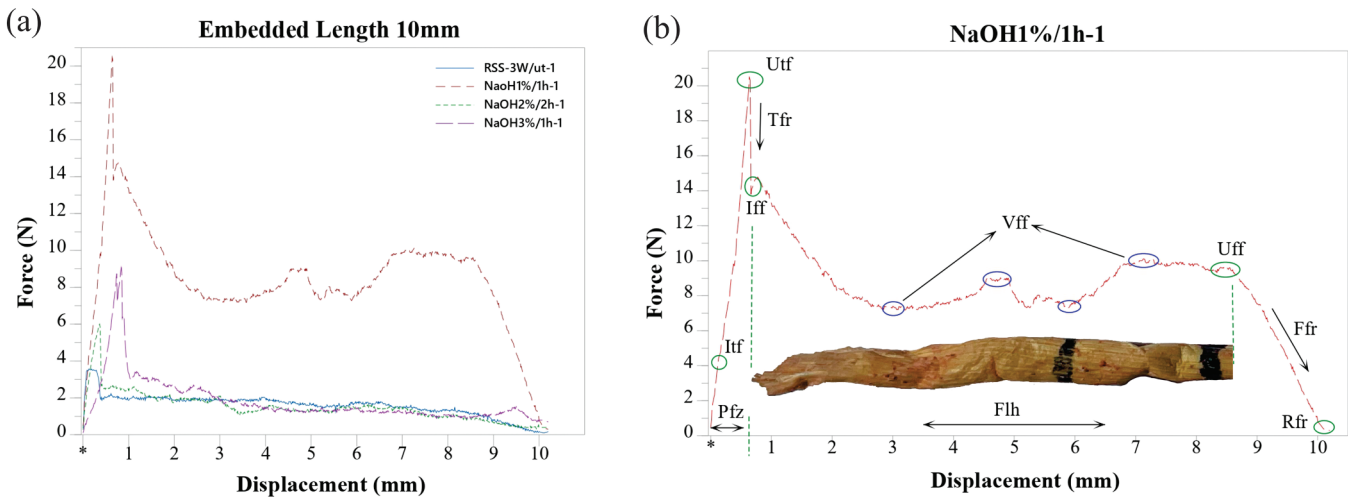 (a)
Embedded Length 10mm
Force (N)
20
18
16
14
12
10
8
6
4
2
0
RSS-3W/ut-1
NaoH1%/1h-1
NaOH2%/2h-1
NaOH3%/1h-1
* 1 2 3 4 5 6 7 8 9 10
Displacement (mm)
(b)
NaOH1%/1h-1
Force (N)
20
18
16
14
12
10
8
6
4
2
0
Utf
Tfr
Iff
Vff
Uff
Itf
Ffr
Pfz
Flh
Rfr
* 1 2 3 4 5 6 7 8 9 10
Displacement (mm)